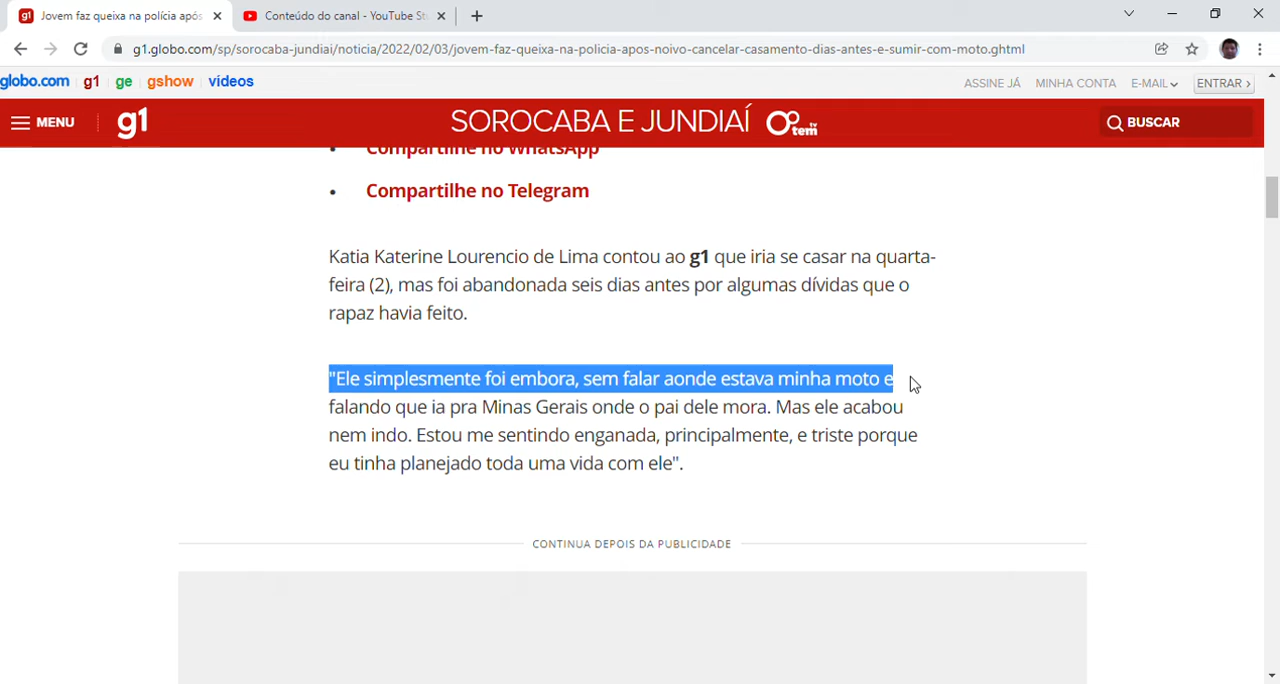 Jovem faz queixa na polícia após
Conteúdo do canal - YouTube St
g1.globo.com/sp/sorocaba-jundiai/noticia/2022/02/03/jovem-faz-queixa-na-policia-apos-noivo-cancelar-casamento-dias-antes-e-sumir-com-moto.ghtml
globo.com g1 ge gshow vídeos
ASSINE JÁ MINHA CONTA E-MAIL ENTRAR ›
MENU g1 SOROCABA E JUNDIAÍ tv tem BUSCAR
• Compartilhe no WhatsApp
• Compartilhe no Telegram
Katia Katerine Lourencio de Lima contou ao g1 que iria se casar na quarta-
feira (2), mas foi abandonada seis dias antes por algumas dívidas que o
rapaz havia feito.
"Ele simplesmente foi embora, sem falar aonde estava minha moto e
falando que ia pra Minas Gerais onde o pai dele mora. Mas ele acabou
nem indo. Estou me sentindo enganada, principalmente, e triste porque
eu tinha planejado toda uma vida com ele".
CONTINUA DEPOIS DA PUBLICIDADE